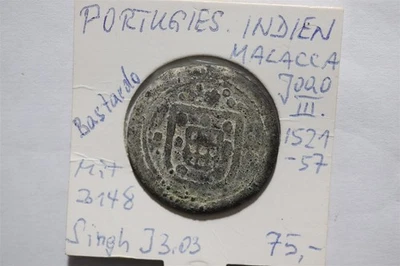 PORTUGIES. INDIEN
MALACCA
Joao
III.
1521
-57
Bastardo
Mit
3148
Singh J3.03
75,-